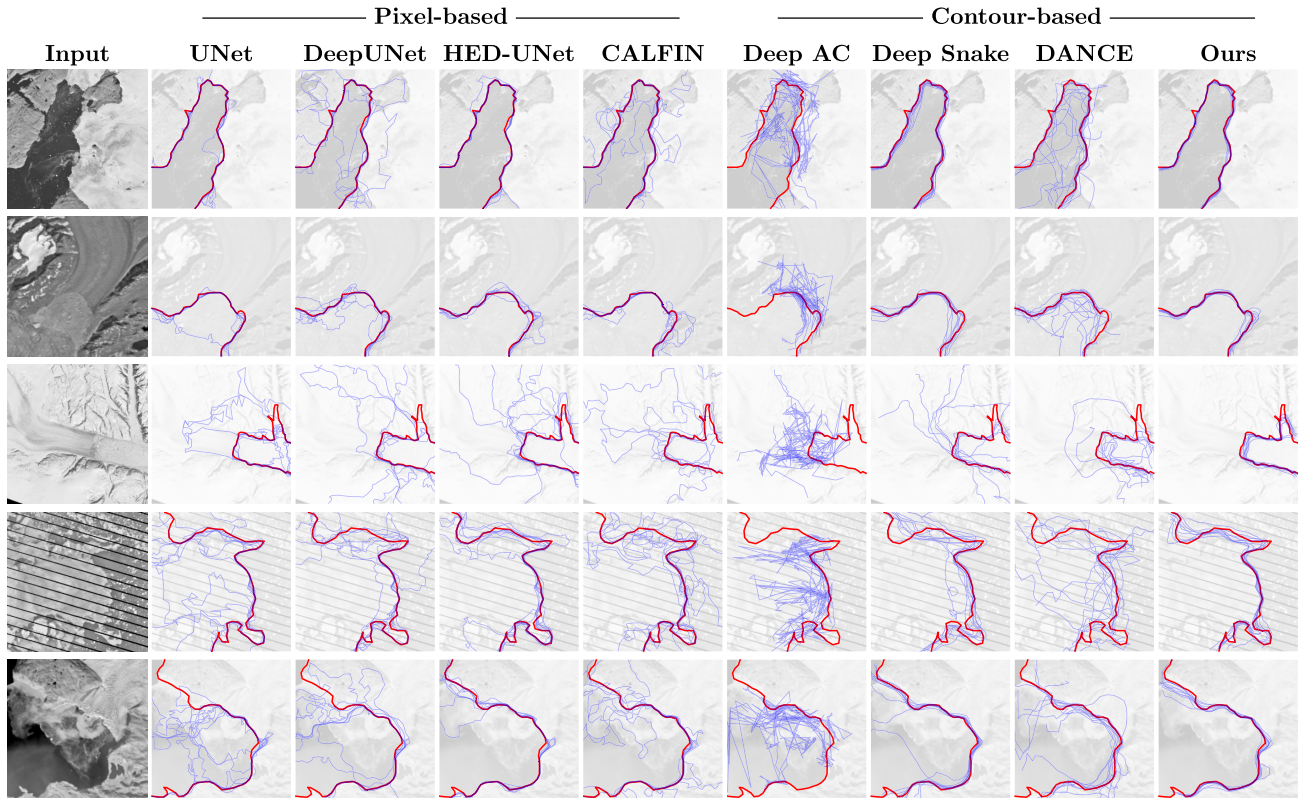 Pixel-based Contour-based
Input UNet DeepUNet HED-UNet CALFIN Deep AC Deep Snake DANCE Ours